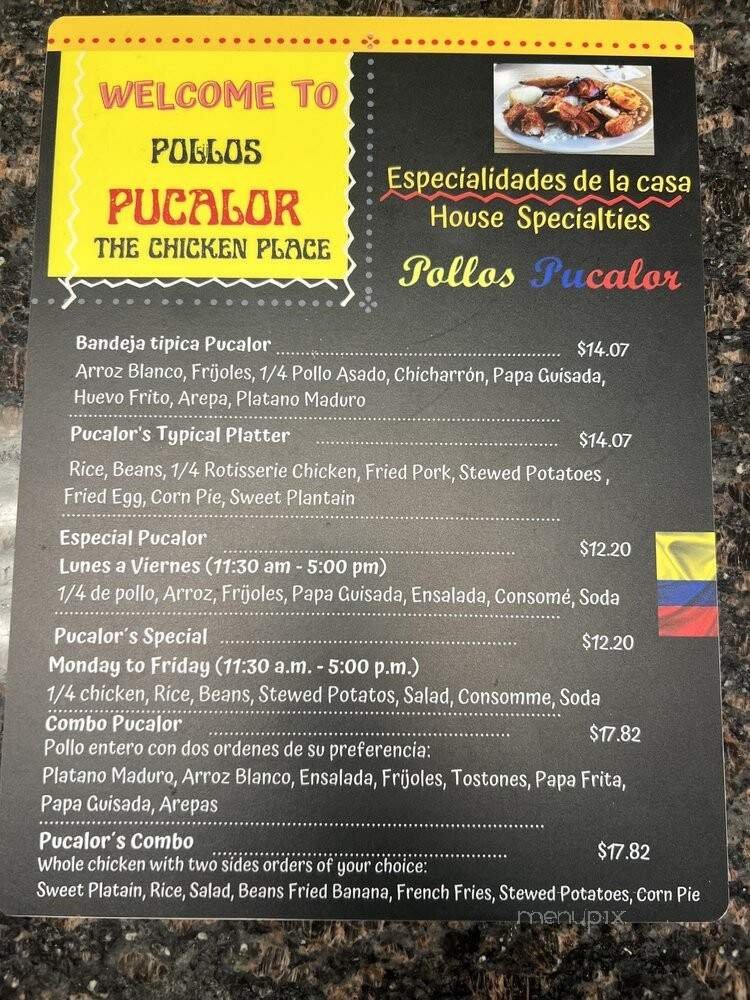 WELCOME TO
POLLOS
PUCALOR
THE CHICKEN PLACE
Especialidades de la casa
House Specialties
Pollos Pucalor
Bandeja tipica Pucalor $14.07
Arroz Blanco, Frijoles, 1/4 Pollo Asado, Chicharrón, Papa Guisada,
Huevo Frito, Arepa, Platano Maduro
Pucalor's Typical Platter $14.07
Rice, Beans, 1/4 Rotisserie Chicken, Fried Pork, Stewed Potatoes ,
Fried Egg, Corn Pie, Sweet Plantain
Especial Pucalor $12.20
Lunes a Viernes (11:30 am - 5:00 pm)
1/4 de pollo, Arroz, Frijoles, Papa Guisada, Ensalada, Consomé, Soda
Pucalor´s Special $12.20
Monday to Friday (11:30 a.m. - 5:00 p.m.)
1/4 chicken, Rice, Beans, Stewed Potatos, Salad, Consomme, Soda
Combo Pucalor $17.82
Pollo entero con dos ordenes de su preferencia:
Platano Maduro, Arroz Blanco, Ensalada, Frijoles, Tostones, Papa Frita,
Papa Guisada, Arepas
Pucalor´s Combo $17.82
Whole chicken with two sides orders of your choice:
Sweet Platain, Rice, Salad, Beans Fried Banana, French Fries, Stewed Potatoes, Corn Pie
menupix